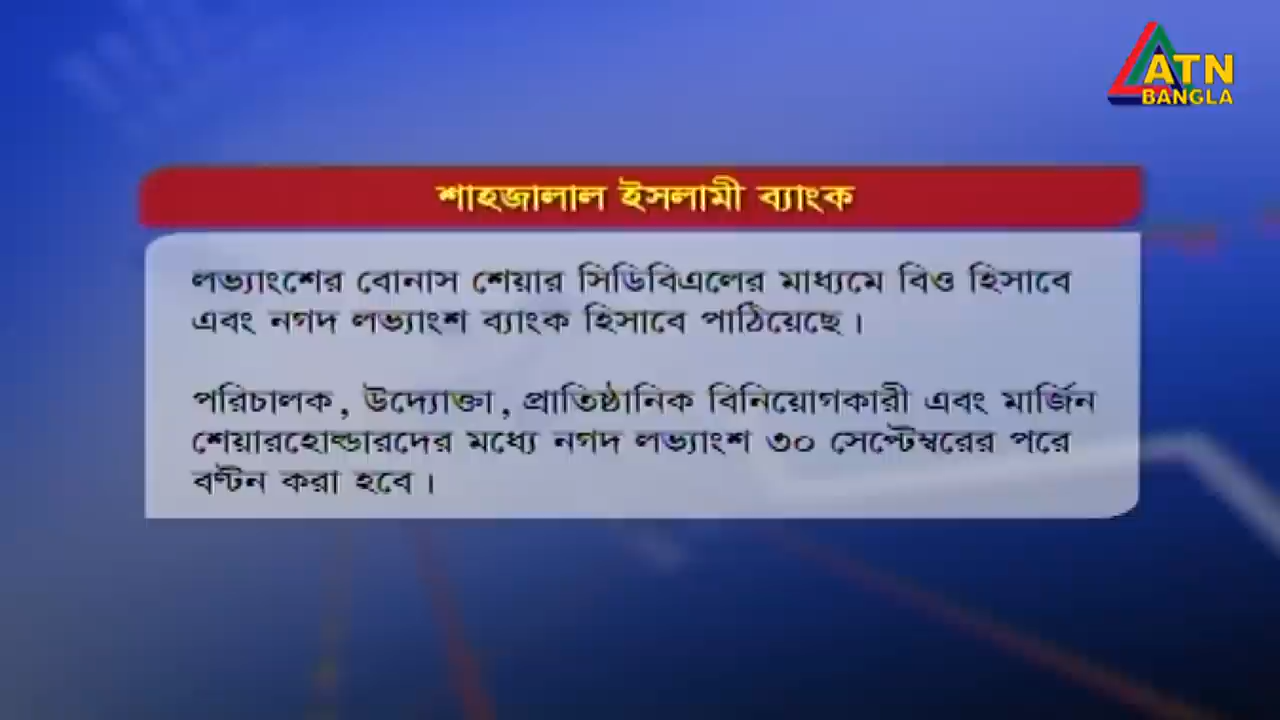 ATN
BANGLA
শাহজালাল ইসলামী ব্যাংক
লভ্যাংশের বোনাস শেয়ার সিডিবিএলের মাধ্যমে বিও হিসাবে
এবং নগদ লভ্যাংশ ব্যাংক হিসাবে পাঠিয়েছে।
পরিচালক, উদ্যোক্তা, প্রাতিষ্ঠানিক বিনিয়োগকারী এবং মার্জিন
শেয়ারহোল্ডারদের মধ্যে নগদ লভ্যাংশ ৩০ সেপ্টেম্বরের পরে
বণ্টন করা হবে।